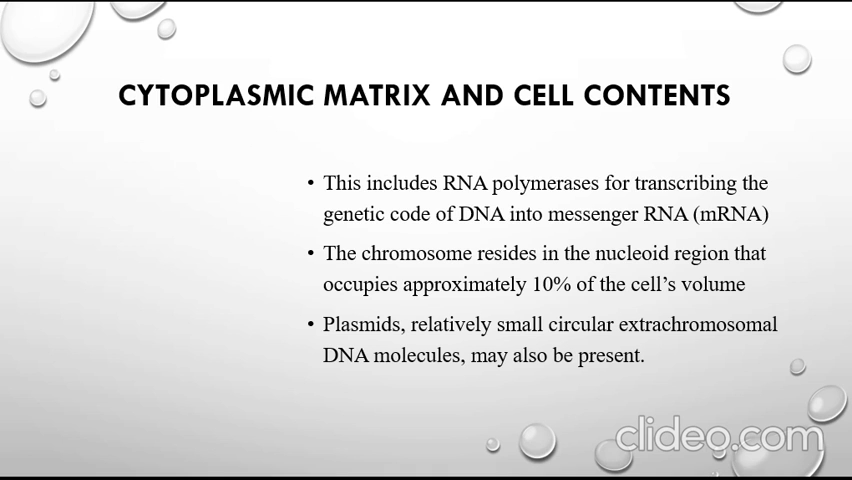 CYTOPLASMIC MATRIX AND CELL CONTENTS
• This includes RNA polymerases for transcribing the
genetic code of DNA into messenger RNA (mRNA)
• The chromosome resides in the nucleoid region that
occupies approximately 10% of the cell's volume
• Plasmids, relatively small circular extrachromosomal
DNA molecules, may also be present.
clideo.com